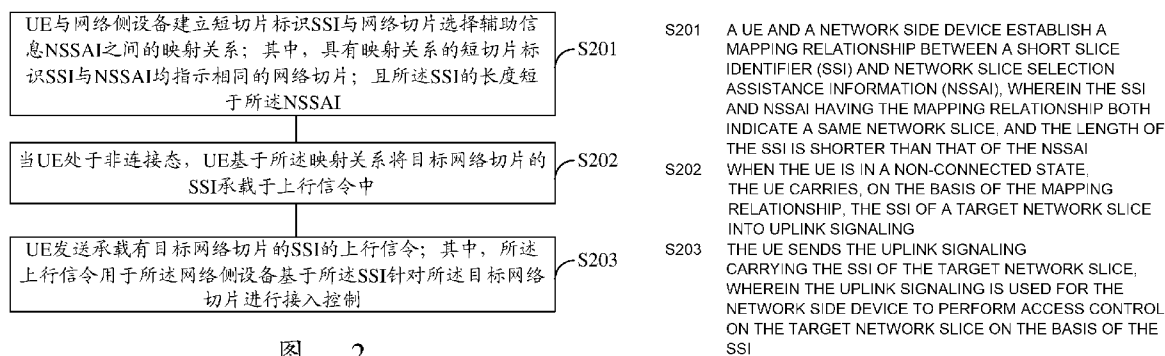 UE与网络侧设备建立短切片标识SSI与网络切片选择辅助信
息NSSAI之间的映射关系；其中，具有映射关系的短切片标
识SSI与NSSAI均指示相同的网络切片；且所述SSI的长度短
于所述NSSAI
S201
当UE处于非连接态，UE基于所述映射关系将目标网络切片的
SSI承载于上行信令中
S202
UE发送承载有目标网络切片的SSI的上行信令；其中，所述
上行信令用于所述网络侧设备基于所述SSI针对所述目标网络
切片进行接入控制
S203
图 2
S201 A UE AND A NETWORK SIDE DEVICE ESTABLISH A
MAPPING RELATIONSHIP BETWEEN A SHORT SLICE
IDENTIFIER (SSI) AND NETWORK SLICE SELECTION
ASSISTANCE INFORMATION (NSSAI), WHEREIN THE SSI
AND NSSAI HAVING THE MAPPING RELATIONSHIP BOTH
INDICATE A SAME NETWORK SLICE, AND THE LENGTH OF
THE SSI IS SHORTER THAN THAT OF THE NSSAI
S202 WHEN THE UE IS IN A NON-CONNECTED STATE,
THE UE CARRIES, ON THE BASIS OF THE MAPPING
RELATIONSHIP, THE SSI OF A TARGET NETWORK SLICE
INTO UPLINK SIGNALING
S203 THE UE SENDS THE UPLINK SIGNALING
CARRYING THE SSI OF THE TARGET NETWORK SLICE,
WHEREIN THE UPLINK SIGNALING IS USED FOR THE
NETWORK SIDE DEVICE TO PERFORM ACCESS CONTROL
ON THE TARGET NETWORK SLICE ON THE BASIS OF THE
SSI